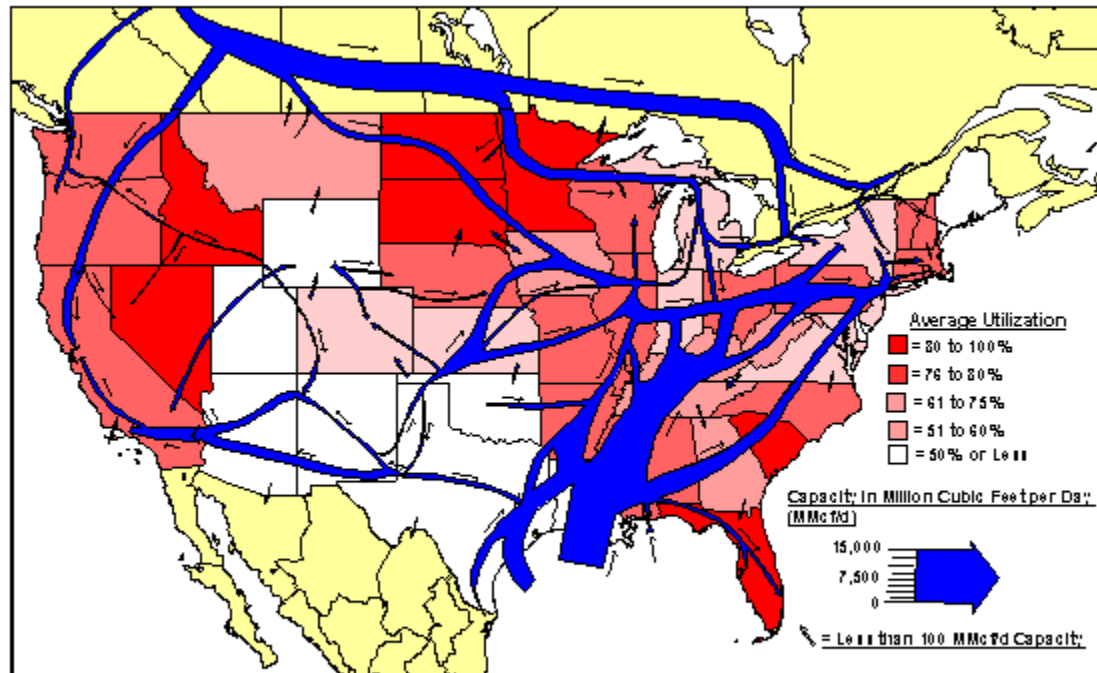 Average Utilization
= 80 to 100%
= 76 to 80%
= 61 to 75%
= 51 to 60%
= 50% or Less
Capacity in Million Cubic Feet per Day
(MMcf/d)
15,000
7,500
0
= Less than 100 MMcf/d Capacity